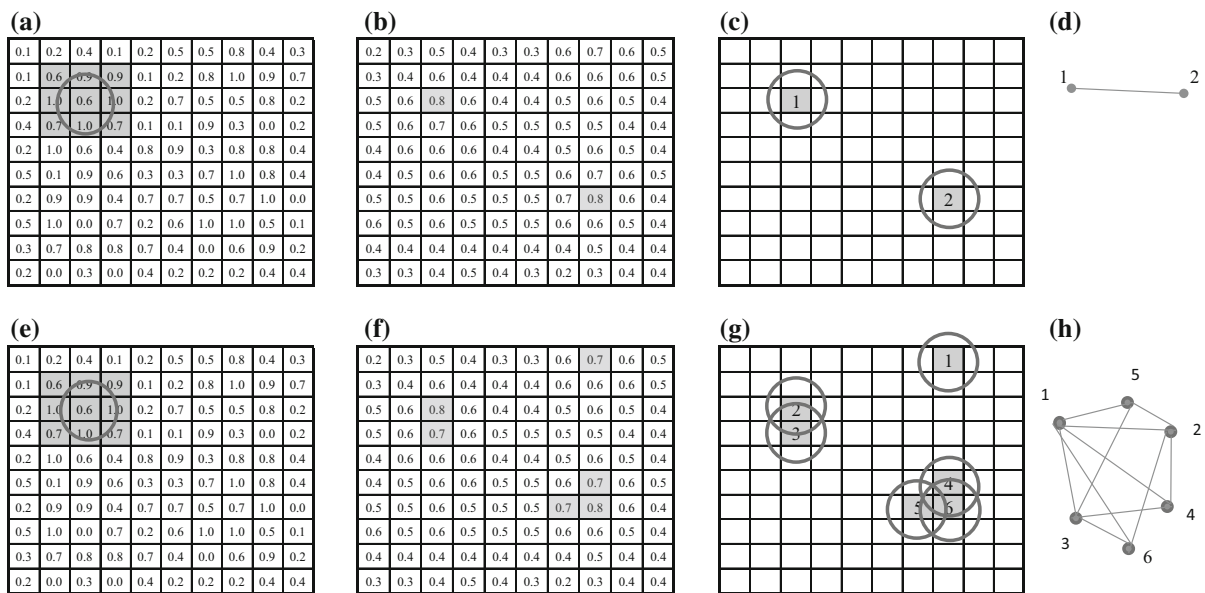 (a)
0.1 0.2 0.4 0.1 0.2 0.5 0.5 0.8 0.4 0.3
0.1 0.6 0.9 0.9 0.1 0.2 0.8 1.0 0.9 0.7
0.2 1.0 0.6 1.0 0.2 0.7 0.5 0.5 0.8 0.2
0.4 0.7 1.0 0.7 0.1 0.1 0.9 0.3 0.0 0.2
0.2 1.0 0.6 0.4 0.8 0.9 0.3 0.8 0.8 0.4
0.5 0.1 0.9 0.6 0.3 0.3 0.7 1.0 0.8 0.4
0.2 0.9 0.9 0.4 0.7 0.7 0.5 0.7 1.0 0.0
0.5 1.0 0.0 0.7 0.2 0.6 1.0 1.0 0.5 0.1
0.3 0.7 0.8 0.8 0.7 0.4 0.0 0.6 0.9 0.2
0.2 0.0 0.3 0.0 0.4 0.2 0.2 0.2 0.4 0.4
(b)
0.2 0.3 0.5 0.4 0.3 0.3 0.6 0.7 0.6 0.5
0.3 0.4 0.6 0.4 0.4 0.4 0.6 0.6 0.6 0.5
0.5 0.6 0.8 0.6 0.4 0.4 0.5 0.6 0.5 0.4
0.5 0.6 0.7 0.6 0.5 0.5 0.5 0.5 0.4 0.4
0.4 0.6 0.6 0.6 0.4 0.4 0.5 0.6 0.5 0.4
0.4 0.6 0.5 0.5 0.5 0.5 0.6 0.7 0.6 0.5
0.5 0.5 0.6 0.5 0.5 0.5 0.7 0.8 0.6 0.4
0.6 0.5 0.6 0.5 0.5 0.5 0.6 0.6 0.5 0.4
0.4 0.4 0.4 0.4 0.4 0.4 0.4 0.5 0.4 0.4
0.3 0.3 0.4 0.5 0.4 0.3 0.2 0.3 0.4 0.4
(c)
1
2
(d)
1 2
(e)
0.1 0.2 0.4 0.1 0.2 0.5 0.5 0.8 0.4 0.3
0.1 0.6 0.9 0.9 0.1 0.2 0.8 1.0 0.9 0.7
0.2 1.0 0.6 1.0 0.2 0.7 0.5 0.5 0.8 0.2
0.4 0.7 1.0 0.7 0.1 0.1 0.9 0.3 0.0 0.2
0.2 1.0 0.6 0.4 0.8 0.9 0.3 0.8 0.8 0.4
0.5 0.1 0.9 0.6 0.3 0.3 0.7 1.0 0.8 0.4
0.2 0.9 0.9 0.4 0.7 0.7 0.5 0.7 1.0 0.0
0.5 1.0 0.0 0.7 0.2 0.6 1.0 1.0 0.5 0.1
0.3 0.7 0.8 0.8 0.7 0.4 0.0 0.6 0.9 0.2
0.2 0.0 0.3 0.0 0.4 0.2 0.2 0.2 0.4 0.4
(f)
0.2 0.3 0.5 0.4 0.3 0.3 0.6 0.7 0.6 0.5
0.3 0.4 0.6 0.4 0.4 0.4 0.6 0.6 0.6 0.5
0.5 0.6 0.8 0.6 0.4 0.4 0.5 0.6 0.5 0.4
0.5 0.6 0.7 0.6 0.5 0.5 0.5 0.5 0.4 0.4
0.4 0.6 0.6 0.6 0.4 0.4 0.5 0.6 0.5 0.4
0.4 0.6 0.5 0.5 0.5 0.5 0.6 0.7 0.6 0.5
0.5 0.5 0.6 0.5 0.5 0.5 0.7 0.8 0.6 0.4
0.6 0.5 0.6 0.5 0.5 0.5 0.6 0.6 0.5 0.4
0.4 0.4 0.4 0.4 0.4 0.4 0.4 0.5 0.4 0.4
0.3 0.3 0.4 0.5 0.4 0.3 0.2 0.3 0.4 0.4
(g)
1
2
3
4
5 6
(h)
5
1
2
4
3
6